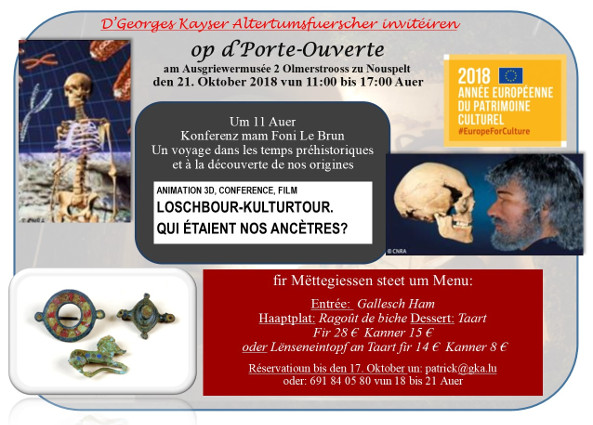 D'Georges Kayser Altertumsfuerscher invitéiren
op d'Porte-Ouverte
am Ausgriewermusée 2 Olmerstrooss zu Nouspelt
den 21. Oktober 2018 vun 11:00 bis 17:00 Auer
2018
ANNÉE EUROPÉENNE
DU PATRIMOINE
CULTUREL
#EuropeForCulture
Um 11 Auer
Konferenz mam Foni Le Brun
Un voyage dans les temps préhistoriques
et à la découverte de nos origines
ANIMATION 3D, CONFERENCE, FILM
LOSCHBOUR-KULTURTOUR.
QUI ÉTAIENT NOS ANCÈTRES?
© CNRA
fir Mëttegiessen steet um Menu:
Entrée: Gallesch Ham
Haaptplat: Ragoût de biche Dessert: Taart
Fir 28 € Kanner 15 €
oder Lënseneintopf an Taart fir 14 € Kanner 8 €
Réservatioun bis den 17. Oktober un: patrick@gka.lu
oder: 691 84 05 80 vun 18 bis 21 Auer